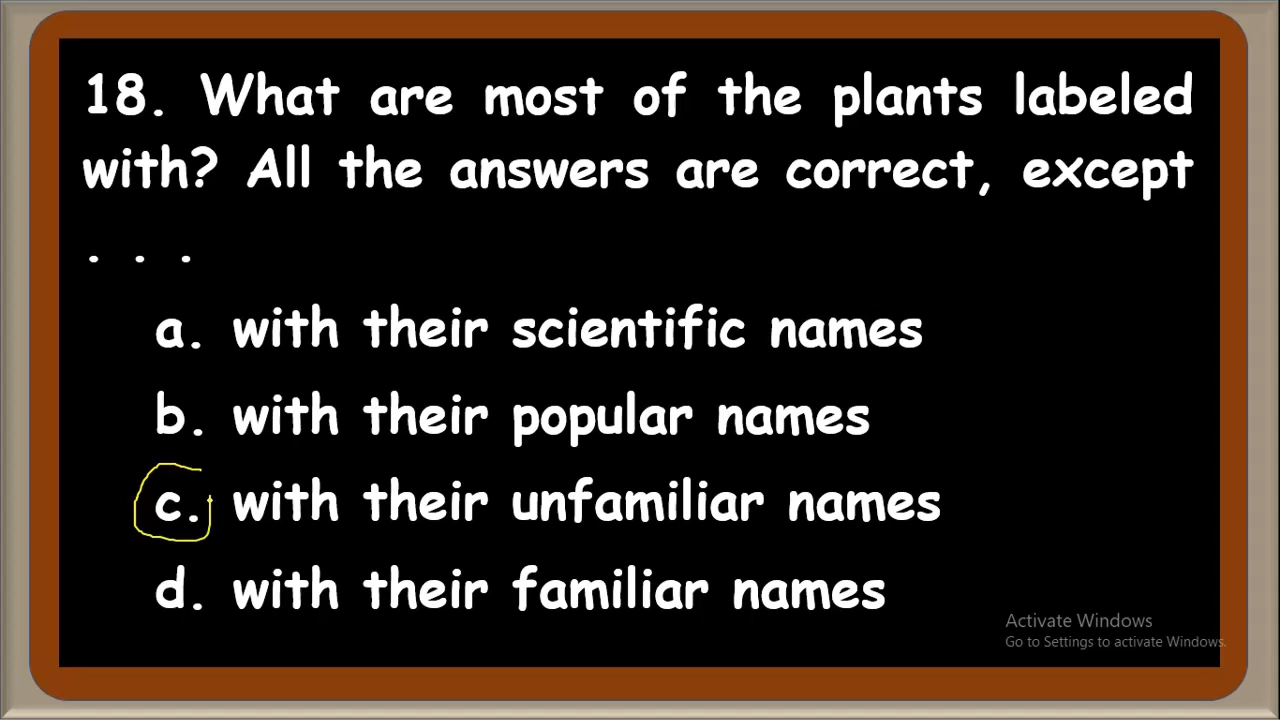 18. What are most of the plants labeled
with? All the answers are correct, except
. . .
a. with their scientific names
b. with their popular names
c. with their unfamiliar names
d. with their familiar names
Activate Windows
Go to Settings to activate Windows.